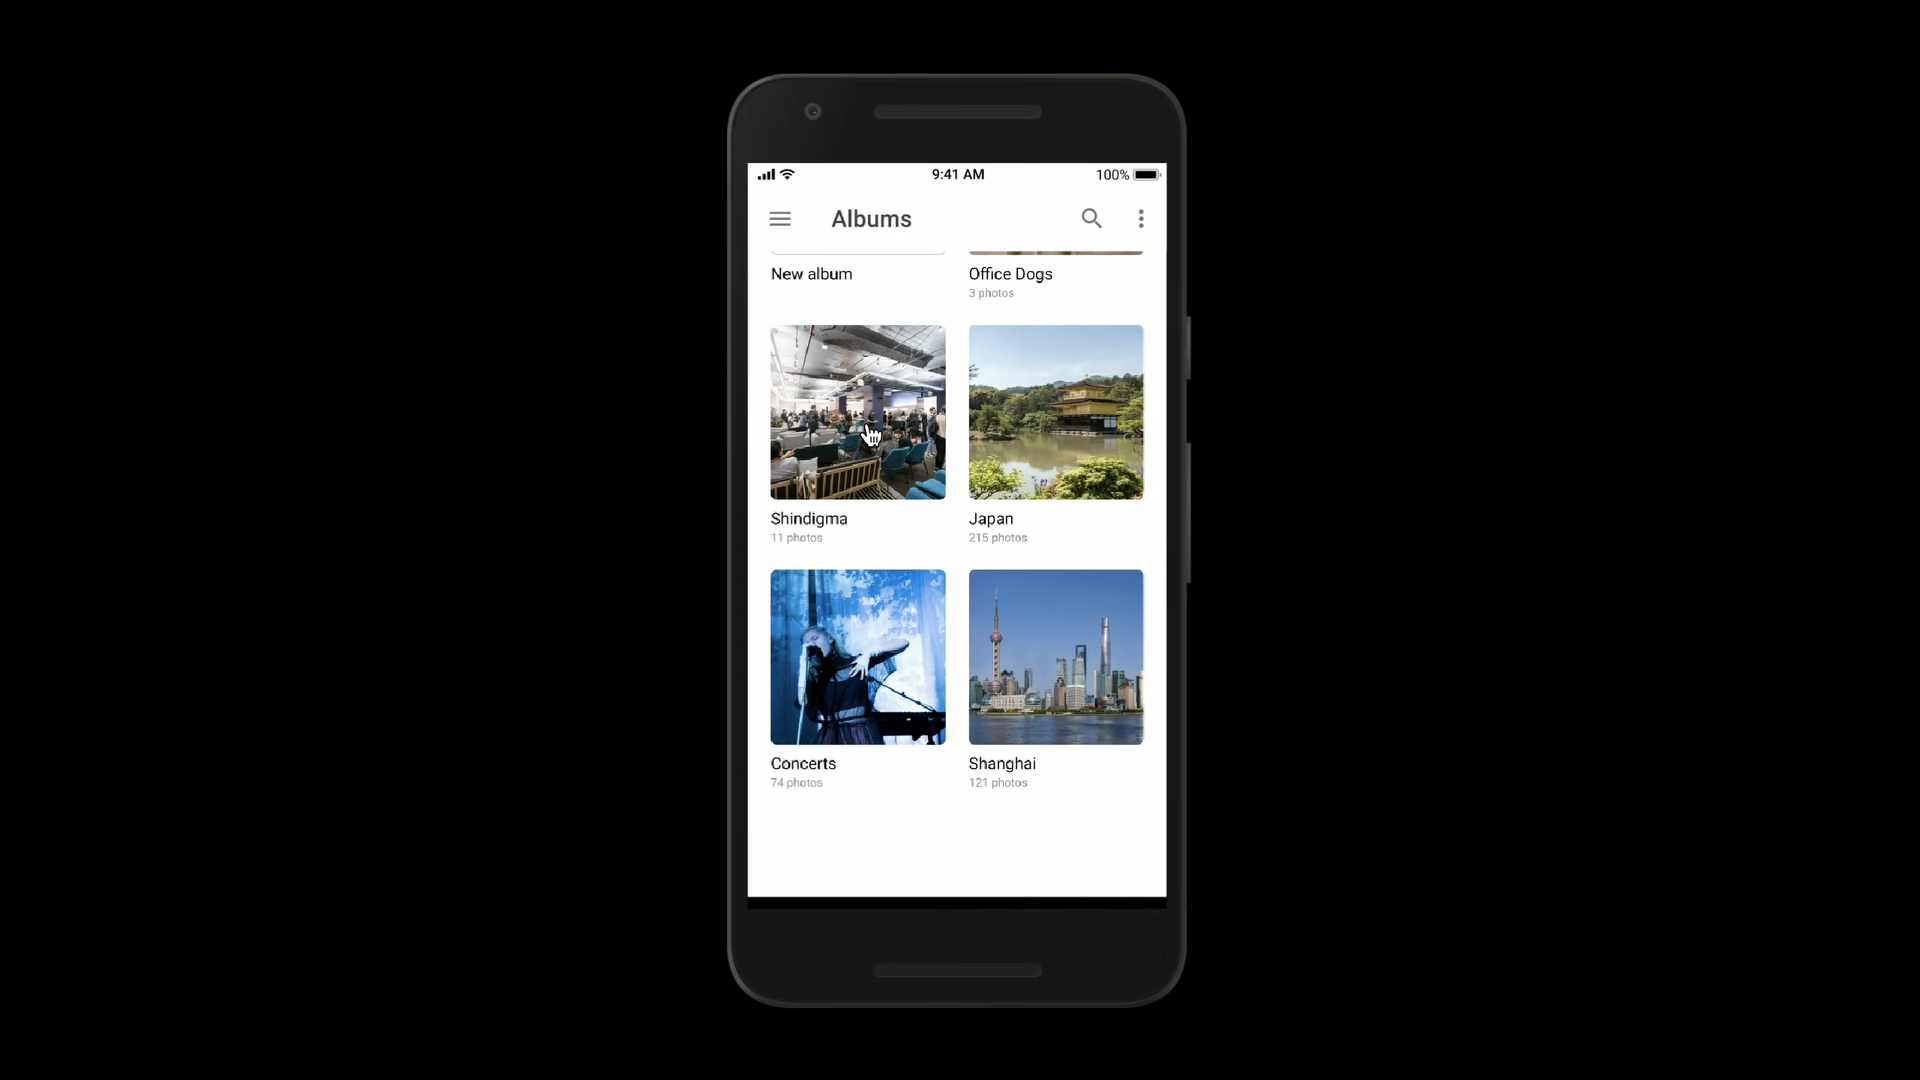 9:41 AM 100%
Albums
New album Office Dogs
3 photos
Shindigma Japan
11 photos 215 photos
Concerts Shanghai
74 photos 121 photos